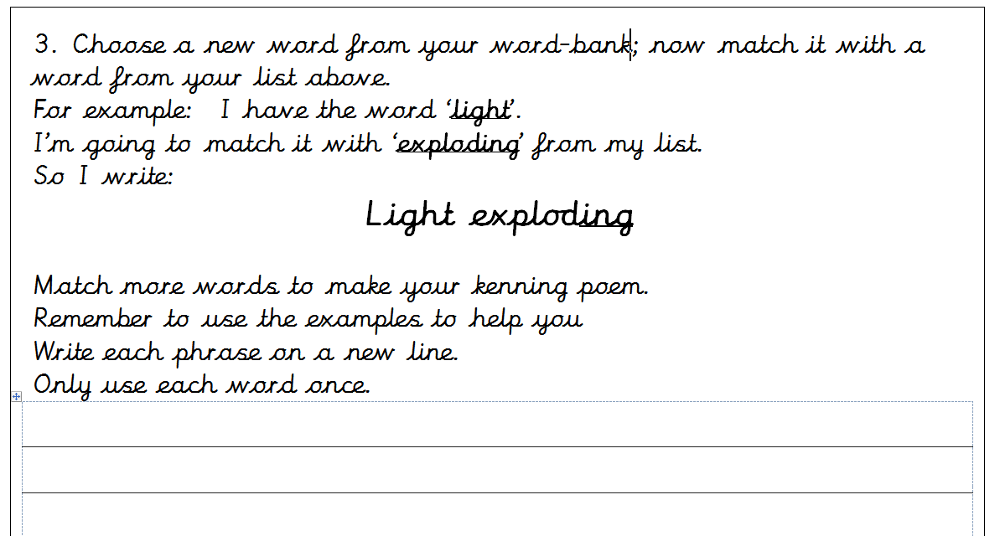 3. Choose a new word from your word-bank; now match it with a
word from your list above.
For example: I have the word ‘light’.
I’m going to match it with ‘exploding’ from my list.
So I write:
Light exploding
Match more words to make your kenning poem.
Remember to use the examples to help you
Write each phrase on a new line.
Only use each word once.